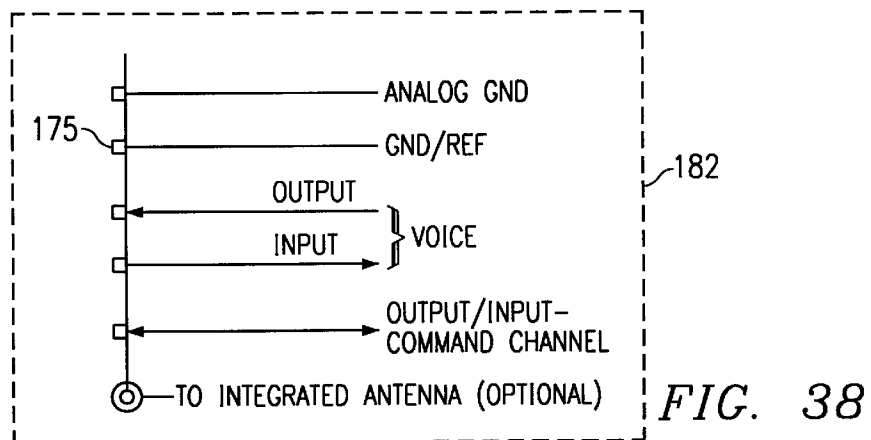 ANALOG GND
175
GND/REF
182
OUTPUT
VOICE
INPUT
OUTPUT/INPUT-
COMMAND CHANNEL
TO INTEGRATED ANTENNA (OPTIONAL)
FIG. 38